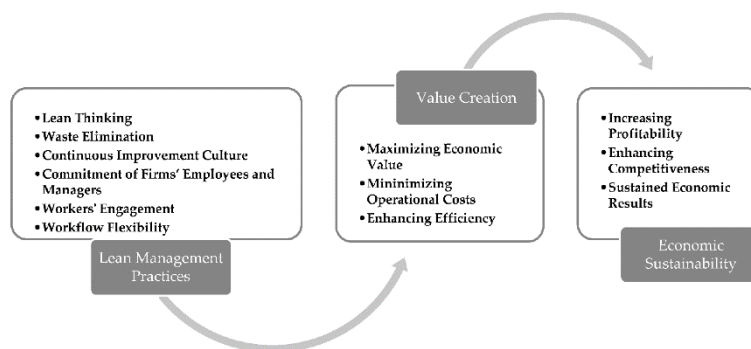 • Lean Thinking
• Waste Elimination
• Continuous Improvement Culture
• Commitment of Firms' Employees and
Managers
• Workers' Engagement
• Workflow Flexibility
Lean Management
Practices
Value Creation
• Maximizing Economic
Value
• Mininimizing
Operational Costs
• Enhancing Efficiency
• Increasing
Profitability
• Enhancing
Competitiveness
• Sustained Economic
Results
Economic
Sustainability